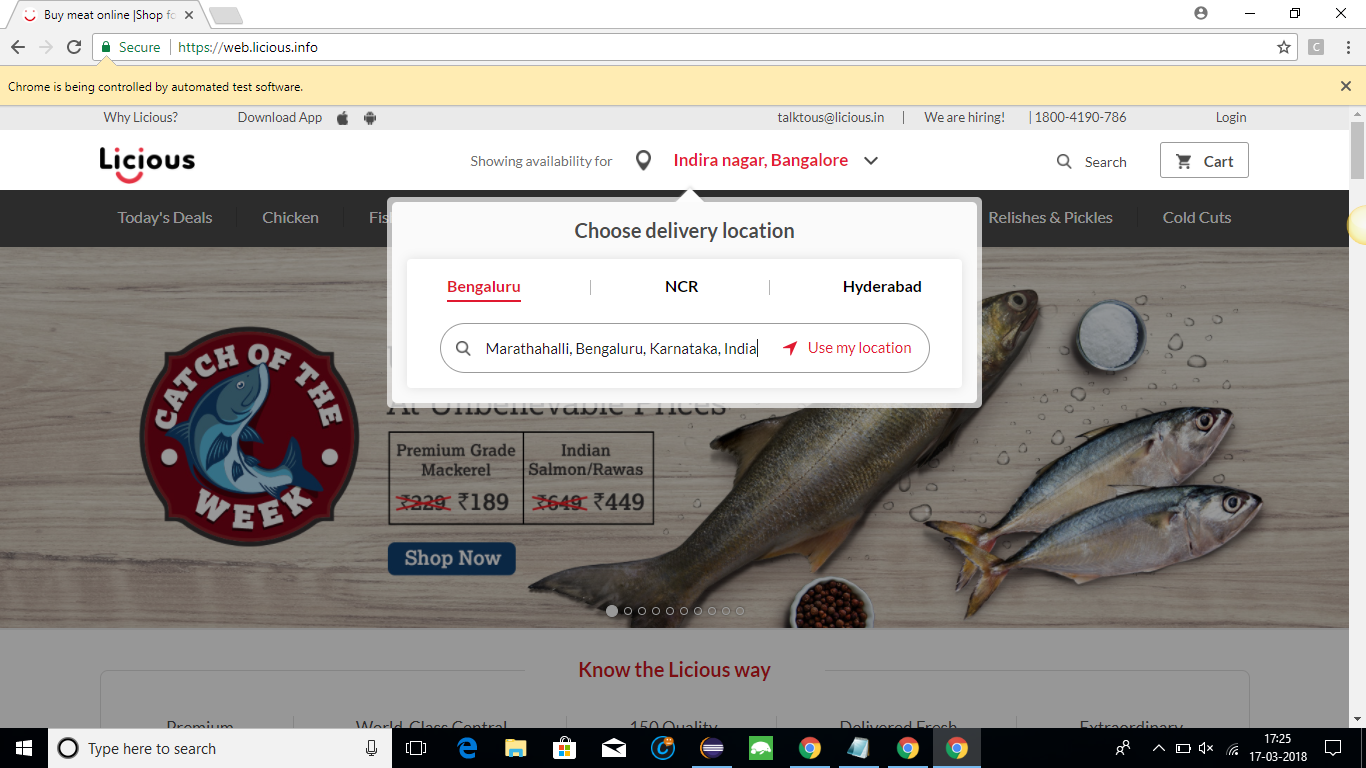 Buy meat online |Shop fo
Secure https://web.licious.info
C
Chrome is being controlled by automated test software.
Why Licious? Download App talktous@licious.in | We are hiring! | 1800-4190-786 Login
Licious Showing availability for Indira nagar, Bangalore Search Cart
Today's Deals Chicken Fis Relishes & Pickles Cold Cuts
Choose delivery location
Bengaluru | NCR | Hyderabad
Marathahalli, Bengaluru, Karnataka, India Use my location
CATCH OF THE
WEEK
At Unbelievable Prices
Premium Grade
Mackerel
₹229 ₹189
Indian
Salmon/Rawas
₹649 ₹449
Shop Now
Know the Licious way
Premium World-Class Central 150 Quality Delivered Fresh Extraordinary
Type here to search
17:25
17-03-2018